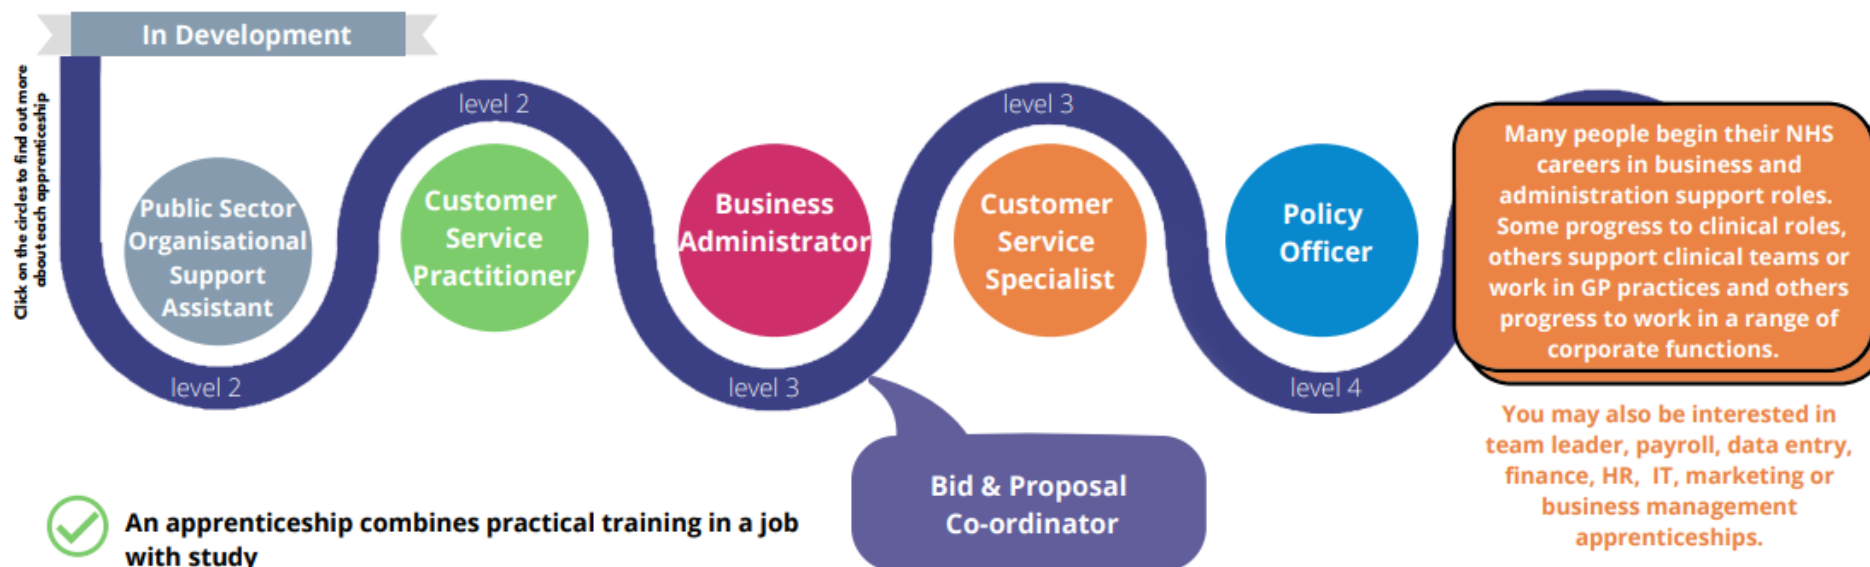 In Development
Click on the circles to find out more
about each apprenticeship
level 2
level 3
Public Sector
Organisational
Support
Assistant
Customer
Service
Practitioner
Business
Administrator
Customer
Service
Specialist
Policy
Officer
level 2
level 3
level 4
Many people begin their NHS
careers in business and
administration support roles.
Some progress to clinical roles,
others support clinical teams or
work in GP practices and others
progress to work in a range of
corporate functions.
You may also be interested in
team leader, payroll, data entry,
finance, HR, IT, marketing or
business management
apprenticeships.
Bid & Proposal
Co-ordinator
An apprenticeship combines practical training in a job
with study